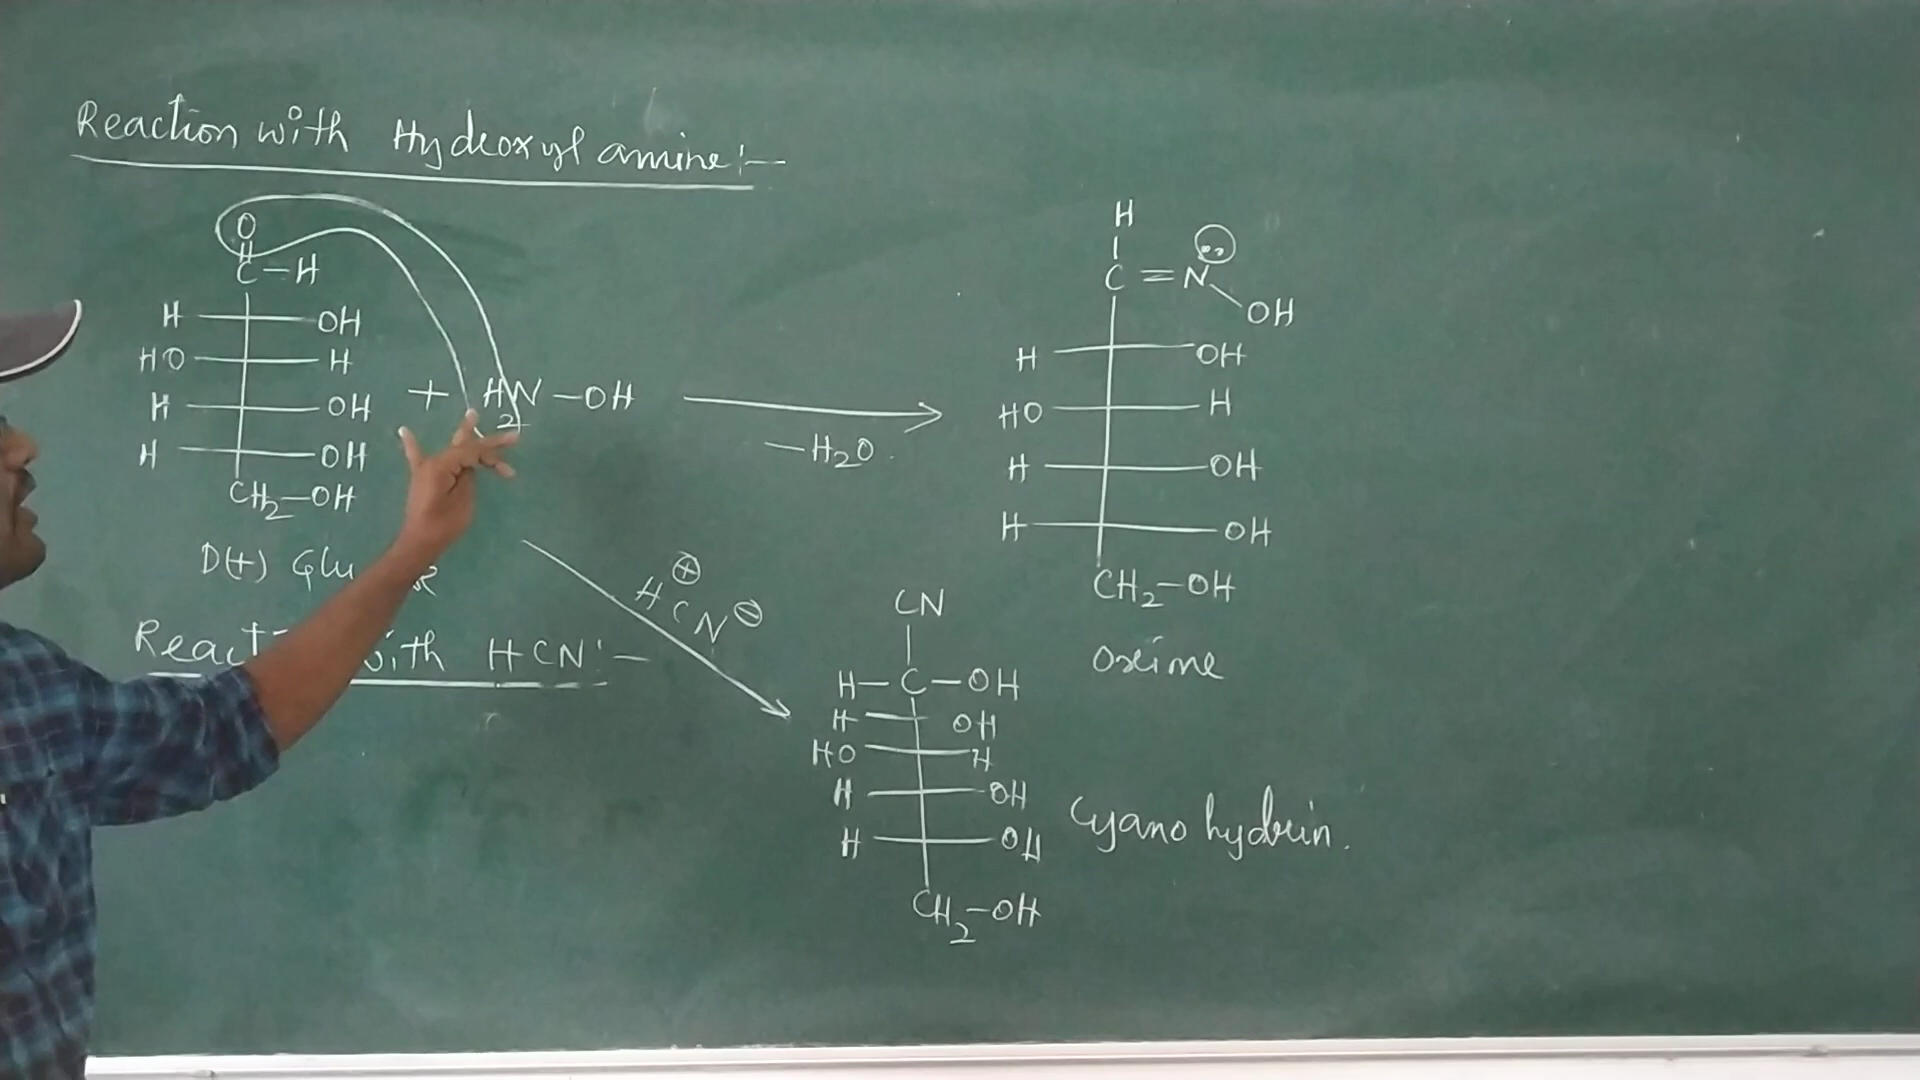 Reaction with Hydroxyl amine:-
O
C-H
H OH
HO H
H OH
H OH
CH2-OH
D(+)
+ H2N-OH
-H2O.
H
C=N
OH
H OH
HO H
H OH
H OH
CH2-OH
Oxime
Reacti with HCN:-
H⊕ CN⊖
CN
H-C-OH
H OH
HO H
H OH
H OH
CH2-OH
Cyano hydrin.